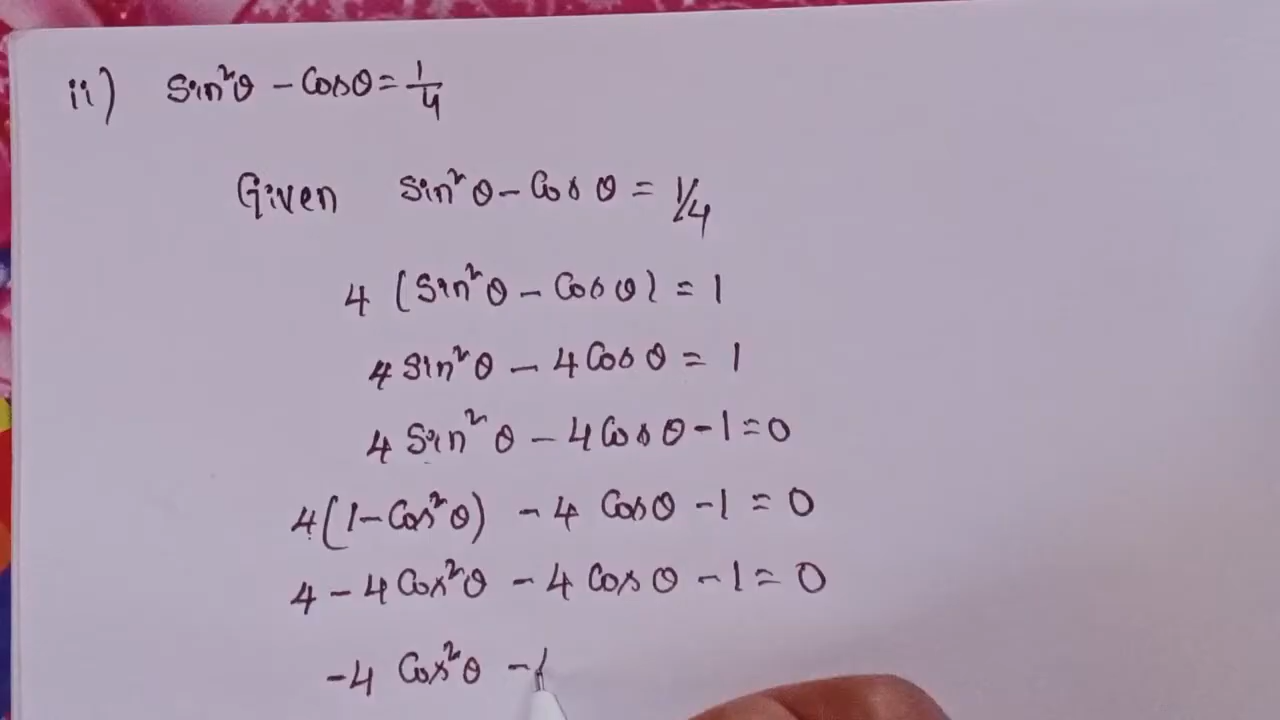 ii) Sin²θ - Cosθ = 1/4
Given Sin²θ - Cosθ = 1/4
4 (Sin²θ - Cosθ) = 1
4 Sin²θ - 4 Cosθ = 1
4 Sin²θ - 4 Cosθ - 1 = 0
4 (1 - Cos²θ) - 4 Cosθ - 1 = 0
4 - 4 Cos²θ - 4 Cosθ - 1 = 0
-4 Cos²θ -